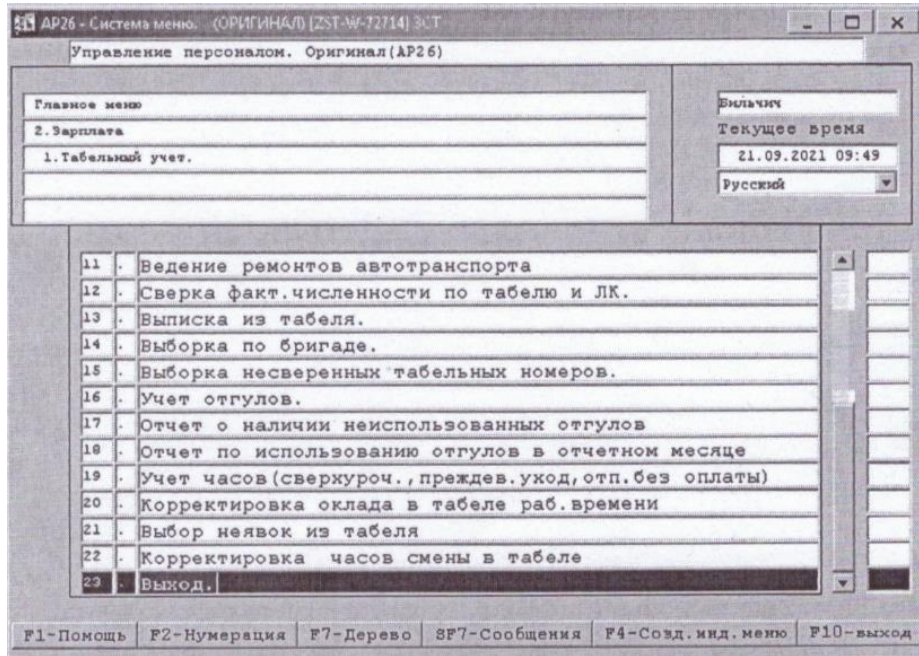 AP26 - Система меню. (ОРИГИНАЛ) [ZST-W-72714] ЗСТ
Управление персоналом. Оригинал(AP26)
Главное меню
2.Зарплата
1.Табельный учет.
Бильчич
Текущее время
21.09.2021 09:49
Русский
11 . Ведение ремонтов автотранспорта
12 . Сверка факт.численности по табелю и ЛК.
13 . Выписка из табеля.
14 . Выборка по бригаде.
15 . Выборка несверенных табельных номеров.
16 . Учет отгулов.
17 . Отчет о наличии неиспользованных отгулов
18 . Отчет по использованию отгулов в отчетном месяце
19 . Учет часов(сверхуроч.,преждев.уход,отп.без оплаты)
20 . Корректировка оклада в табеле раб.времени
21 . Выбор неявок из табеля
22 . Корректировка часов смены в табеле
23 . Выход.
F1-Помощь F2-Нумерация F7-Дерево SF7-Сообщения F4-Созд.инд.меню F10-выход